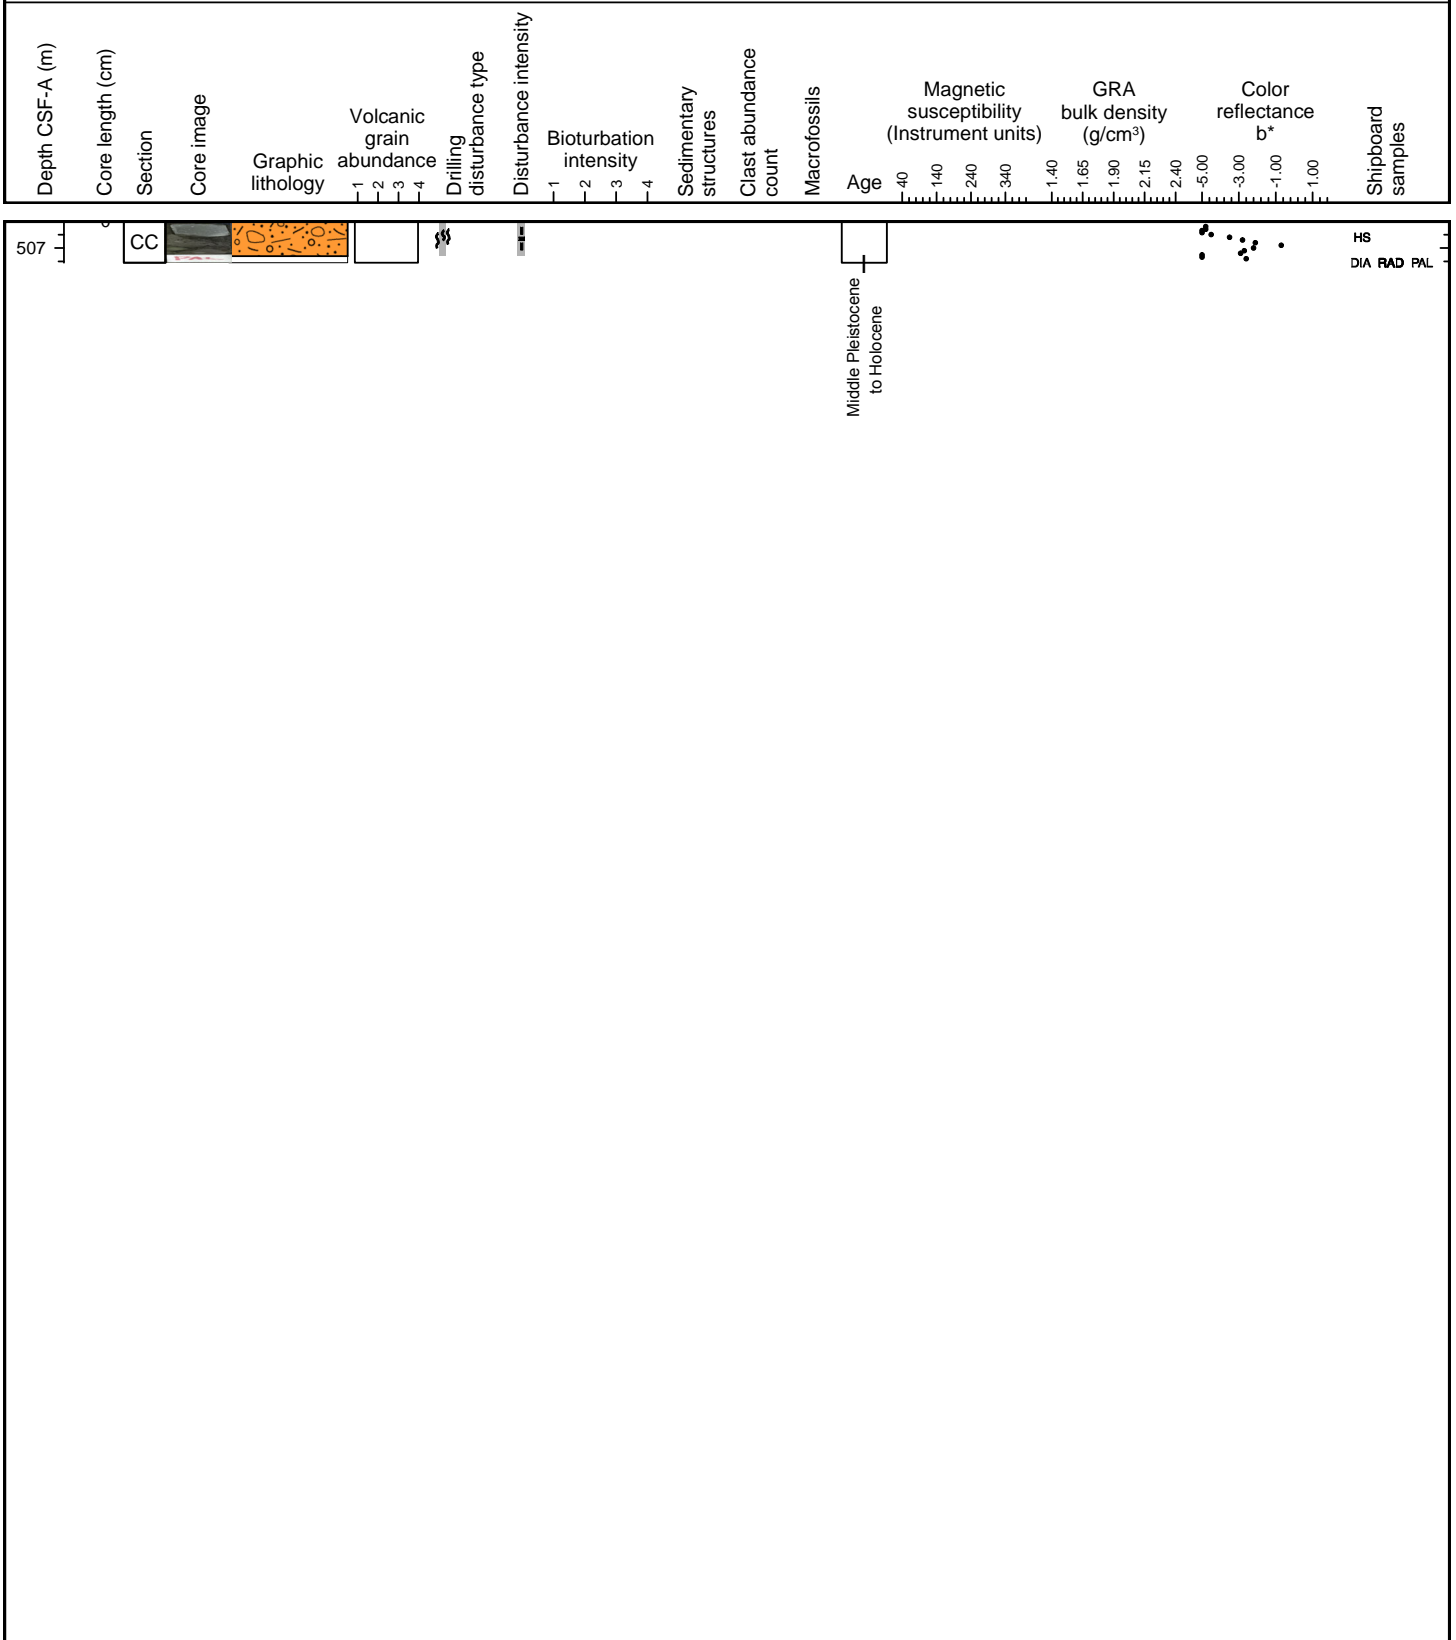 Depth CSF-A (m)
Core length (cm)
Section
Core image
Graphic
lithology
Volcanic
grain
abundance
1 2 3 4
Drilling
disturbance type
Disturbance intensity
Bioturbation
intensity
1 2 3 4
Sedimentary
structures
Clast abundance
count
Macrofossils
Age
Magnetic
susceptibility
(Instrument units)
40 140 240 340
GRA
bulk density
(g/cm³)
1.40 1.65 1.90 2.15 2.40
Color
reflectance
b*
-5.00 -3.00 -1.00 1.00
Shipboard
samples
507
0
CC
PAL
HS
DIA RAD PAL
Middle Pleistocene
to Holocene